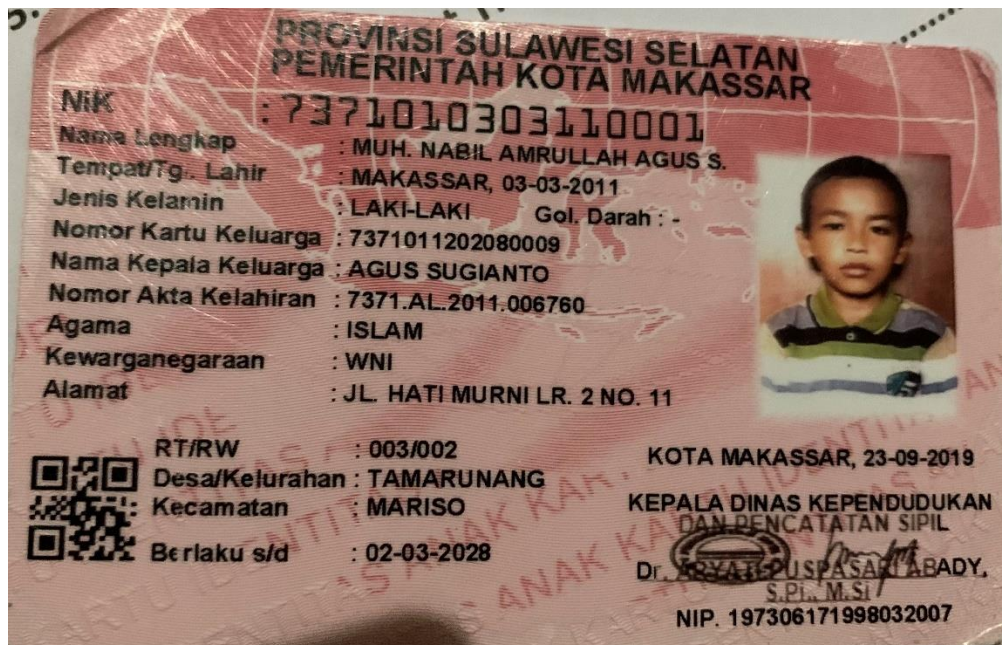 PROVINSI SULAWESI SELATAN
PEMERINTAH KOTA MAKASSAR
NIK : 7371010303110001
Nama Lengkap : MUH. NABIL AMRULLAH AGUS S.
Tempat/Tgl. Lahir : MAKASSAR, 03-03-2011
Jenis Kelamin : LAKI-LAKI Gol. Darah : -
Nomor Kartu Keluarga : 7371011202080009
Nama Kepala Keluarga : AGUS SUGIANTO
Nomor Akta Kelahiran : 7371.AL.2011.006760
Agama : ISLAM
Kewarganegaraan : WNI
Alamat : JL. HATI MURNI LR. 2 NO. 11
RT/RW : 003/002
Desa/Kelurahan : TAMARUNANG
Kecamatan : MARISO
Berlaku s/d : 02-03-2028
KOTA MAKASSAR, 23-09-2019
KEPALA DINAS KEPENDUDUKAN
DAN PENCATATAN SIPIL
Dr. ARYATI PUSPASARI ABADY,
S.Pi., M.Si
NIP. 197306171998032007